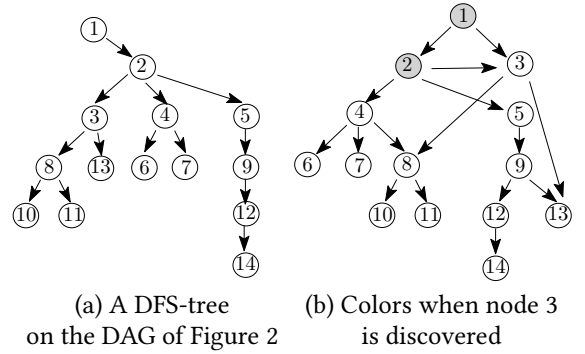 1
2
3 4 5
8 13 6 7 9
10 11 12
14
1
2 3
4 5
6 7 8 9
10 11 12 13
14
(a) A DFS-tree
on the DAG of Figure 2
(b) Colors when node 3
is discovered